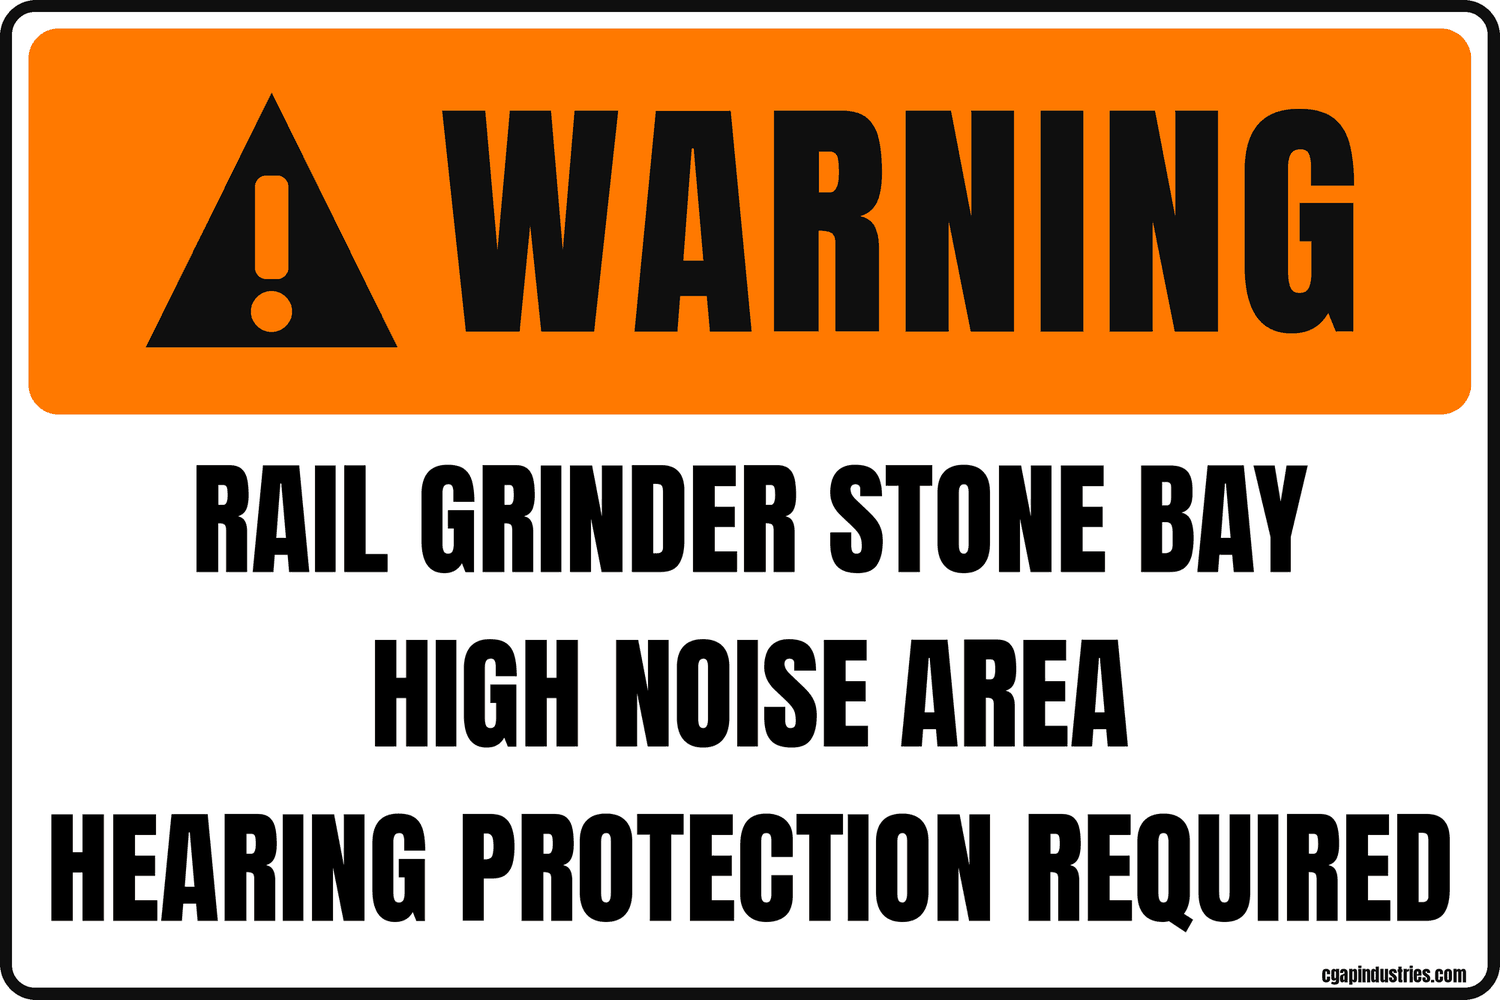 WARNING
RAIL GRINDER STONE BAY
HIGH NOISE AREA
HEARING PROTECTION REQUIRED
cgapindustries.com